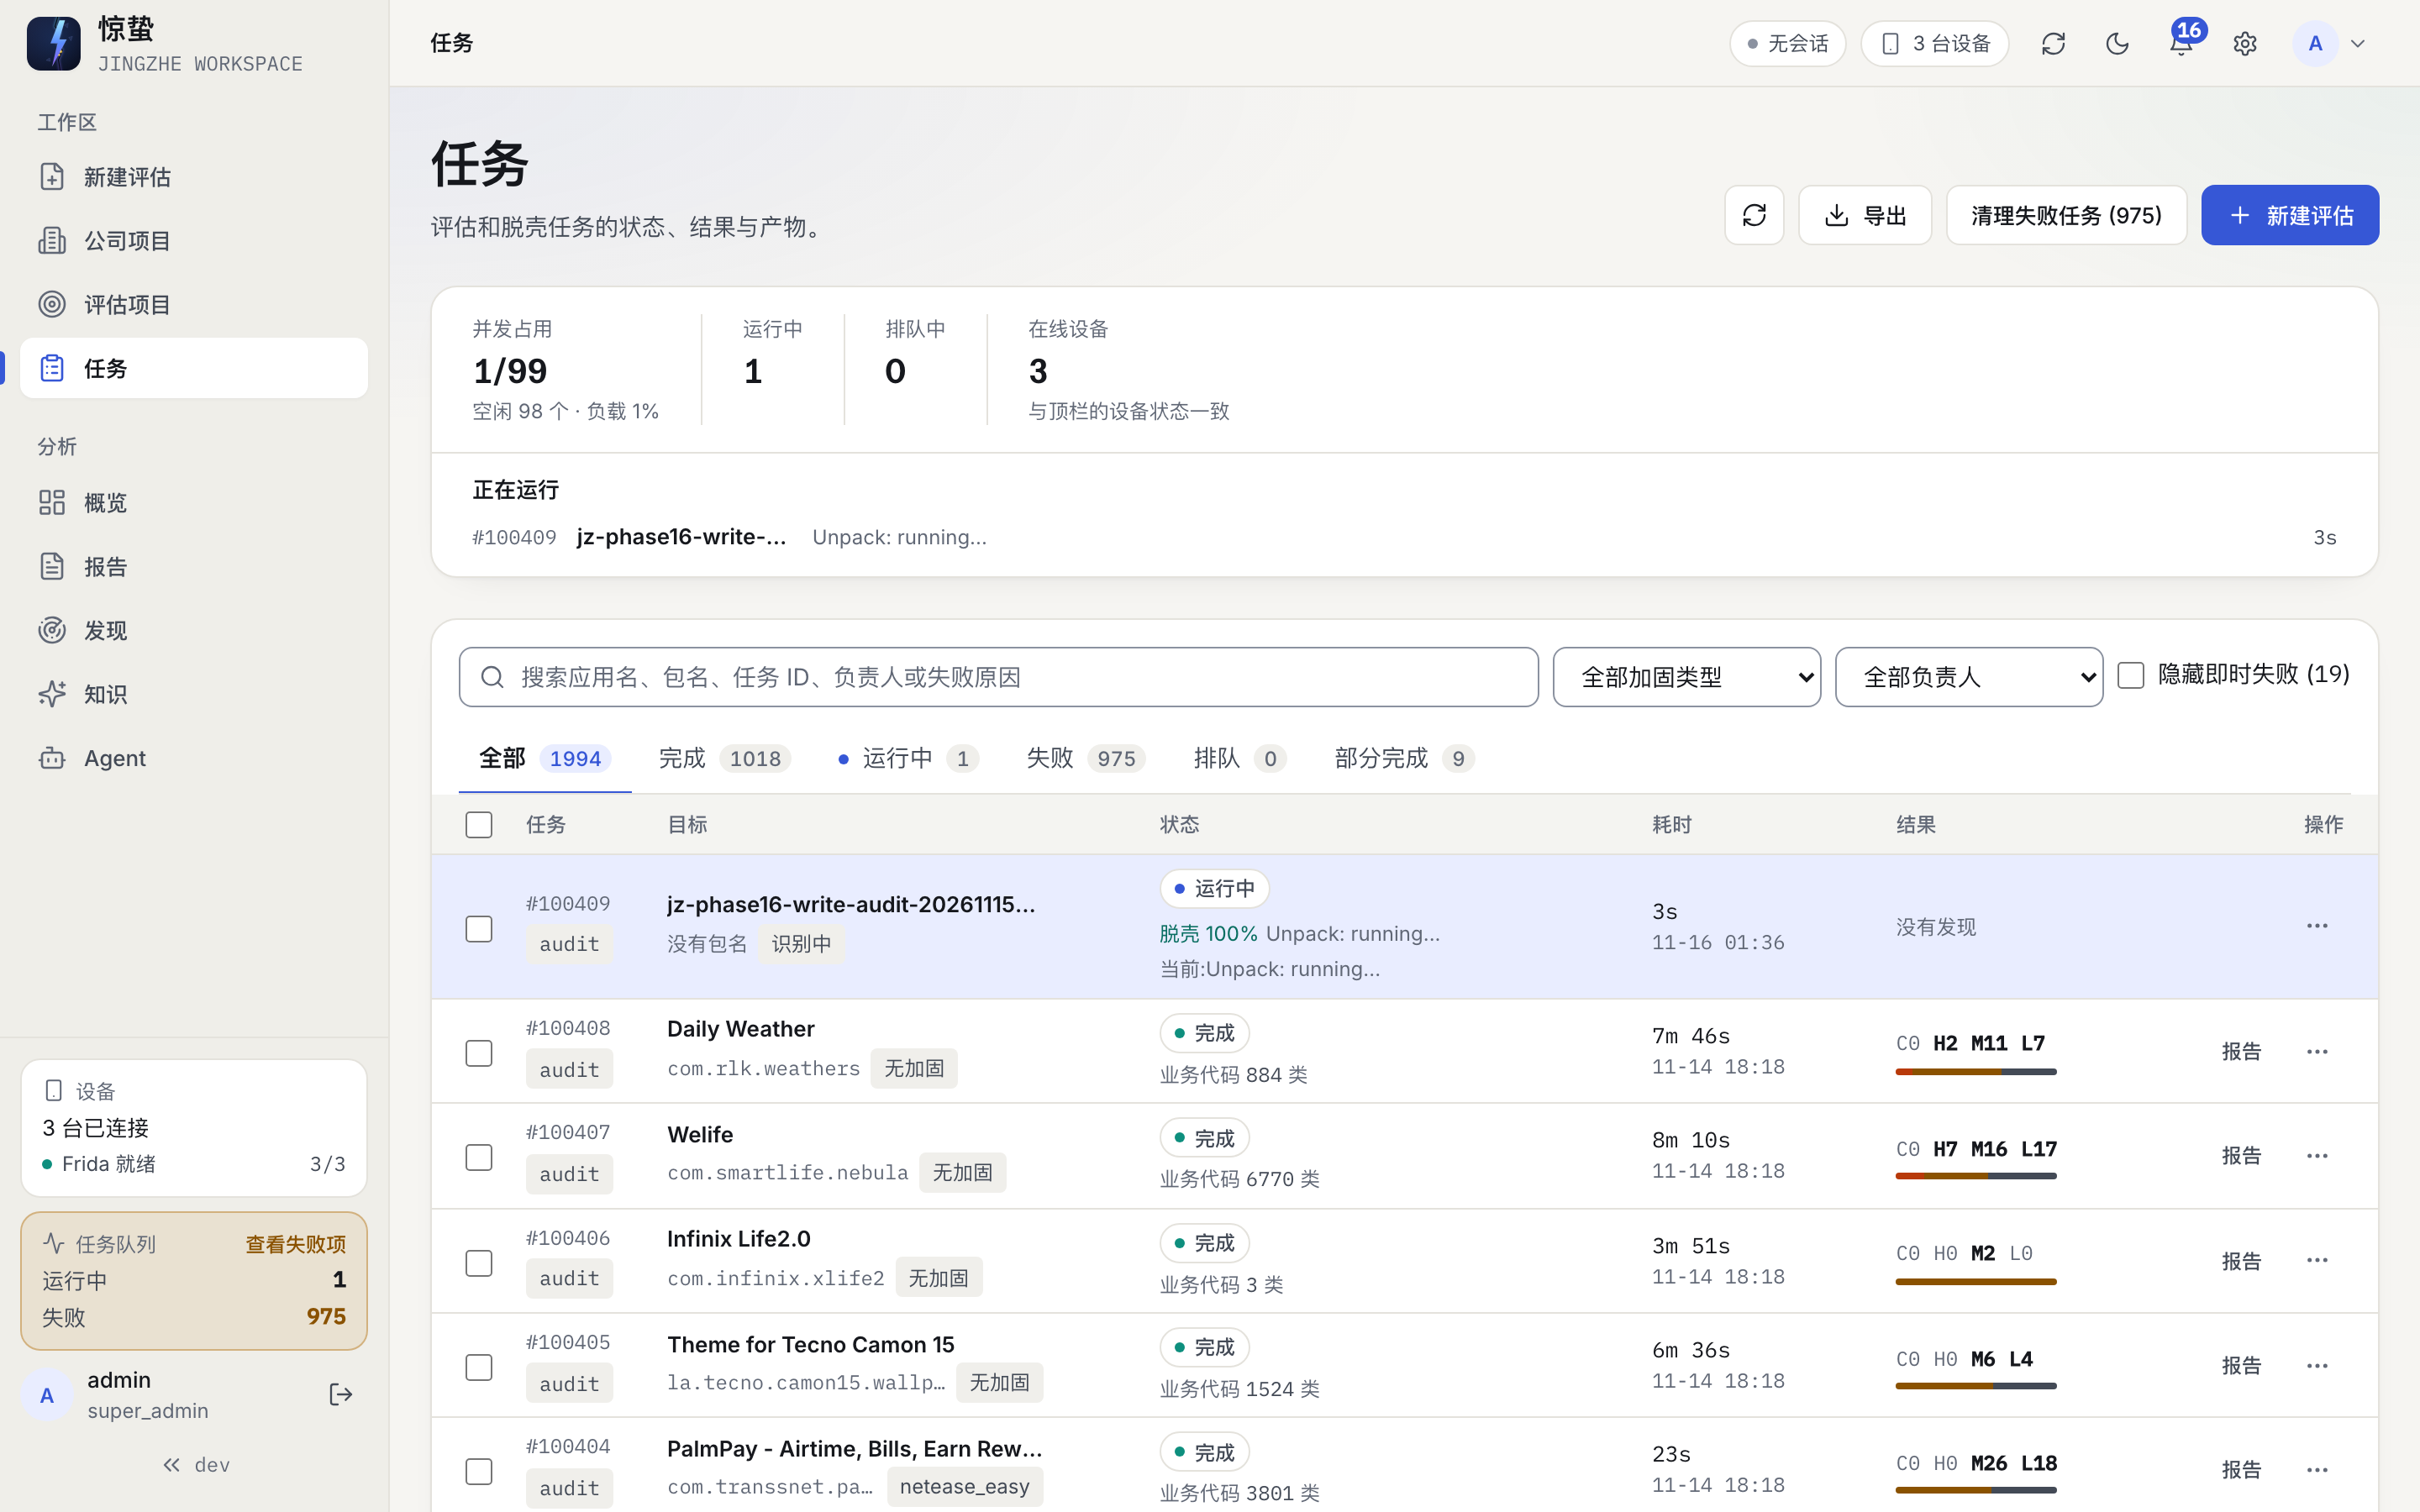 惊蛰
JINGZHE WORKSPACE
工作区
新建评估
公司项目
评估项目
任务
分析
概览
报告
发现
知识
Agent
设备
3 台已连接
Frida 就绪 3/3
任务队列 查看失败项
运行中 1
失败 975
A admin
super_admin
dev
任务 无会话 3 台设备 16 A
任务
评估和脱壳任务的状态、结果与产物。
导出 清理失败任务 (975) 新建评估
并发占用 运行中 排队中 在线设备
1/99 1 0 3
空闲 98 个 · 负载 1% 与顶栏的设备状态一致
正在运行
#100409 jz-phase16-write-... Unpack: running... 3s
搜索应用名、包名、任务 ID、负责人或失败原因 全部加固类型 全部负责人 隐藏即时失败 (19)
全部 1994 完成 1018 运行中 1 失败 975 排队 0 部分完成 9
任务 目标 状态 耗时 结果 操作
运行中
#100409 jz-phase16-write-audit-20261115... 3s
audit 没有包名 识别中 脱壳 100% Unpack: running... 11-16 01:36 没有发现
当前:Unpack: running...
#100408 Daily Weather 完成 7m 46s C0 H2 M11 L7 报告
audit com.rlk.weathers 无加固 业务代码 884 类 11-14 18:18
#100407 Welife 完成 8m 10s C0 H7 M16 L17 报告
audit com.smartlife.nebula 无加固 业务代码 6770 类 11-14 18:18
#100406 Infinix Life2.0 完成 3m 51s C0 H0 M2 L0 报告
audit com.infinix.xlife2 无加固 业务代码 3 类 11-14 18:18
#100405 Theme for Tecno Camon 15 完成 6m 36s C0 H0 M6 L4 报告
audit la.tecno.camon15.wallp… 无加固 业务代码 1524 类 11-14 18:18
#100404 PalmPay - Airtime, Bills, Earn Rew... 完成 23s C0 H0 M26 L18 报告
audit com.transsnet.pa… netease_easy 业务代码 3801 类 11-14 18:18